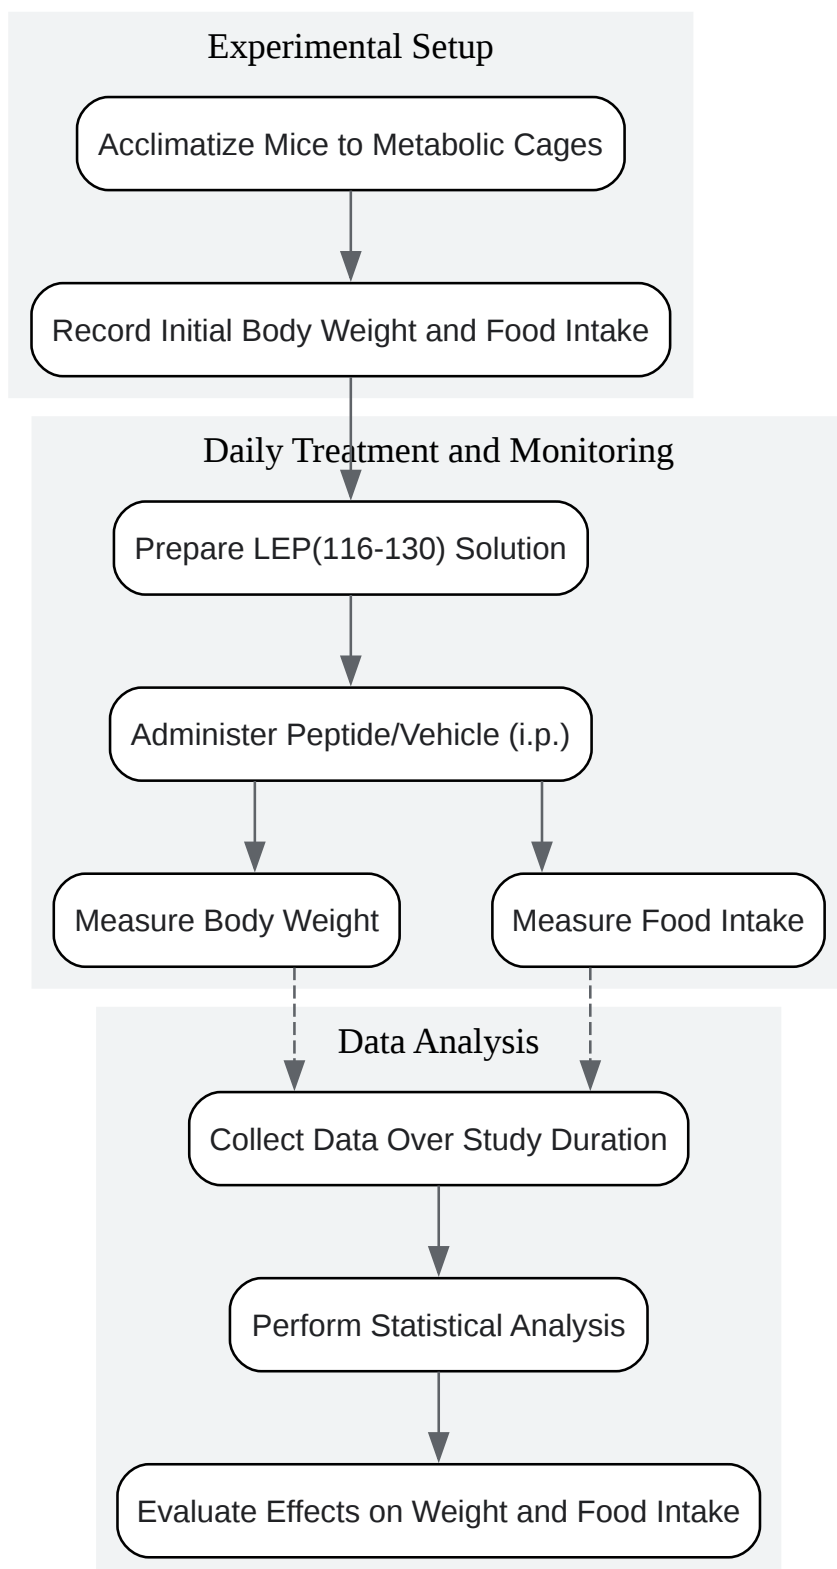 Experimental Setup
Acclimatize Mice to Metabolic Cages
Record Initial Body Weight and Food Intake
Daily Treatment and Monitoring
Prepare LEP(116-130) Solution
Administer Peptide/Vehicle (i.p.)
Measure Body Weight
Measure Food Intake
Data Analysis
Collect Data Over Study Duration
Perform Statistical Analysis
Evaluate Effects on Weight and Food Intake